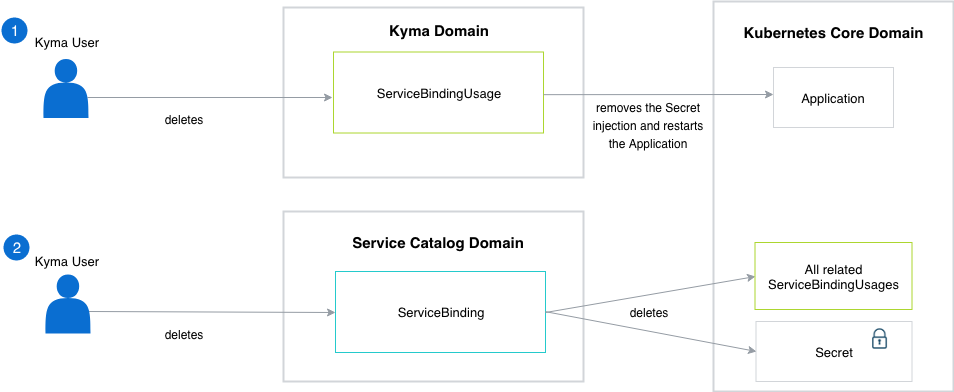 1
Kyma User
deletes
Kyma Domain
ServiceBindingUsage
removes the Secret
injection and restarts
the Application
Kubernetes Core Domain
Application
2
Kyma User
deletes
Service Catalog Domain
ServiceBinding
deletes
All related
ServiceBindingUsages
Secret